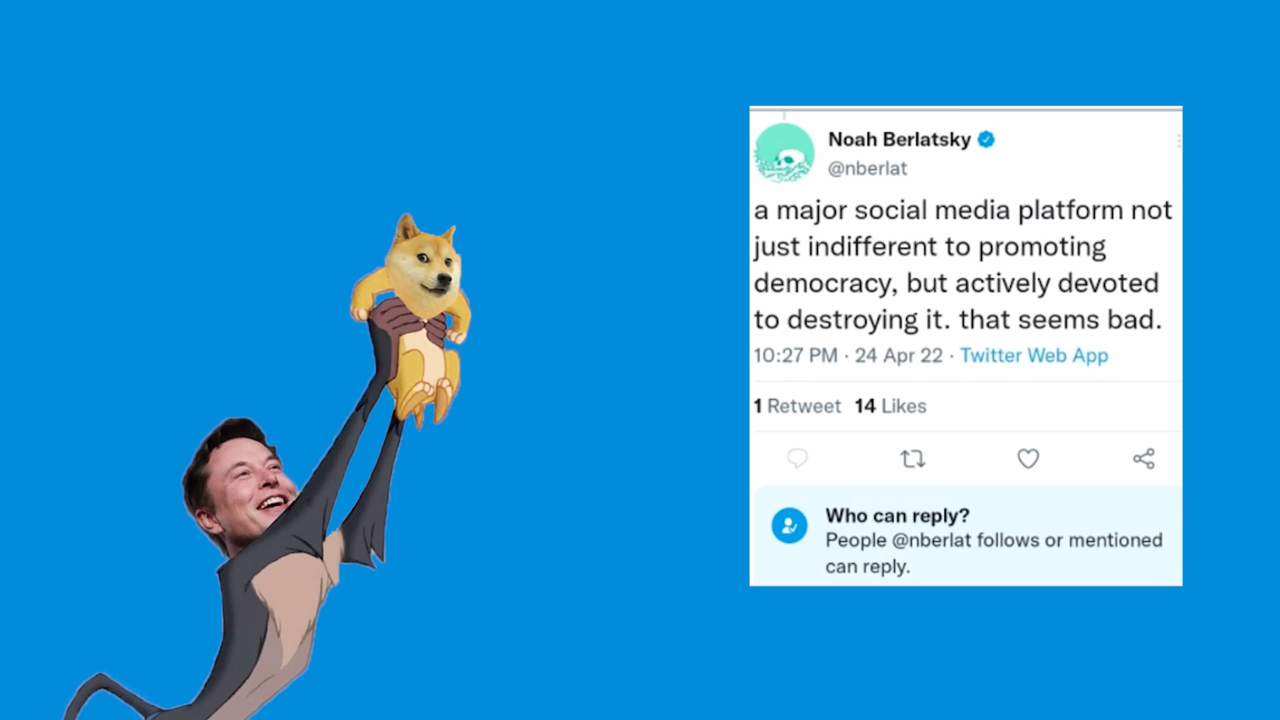 Noah Berlatsky
@nberlat
a major social media platform not
just indifferent to promoting
democracy, but actively devoted
to destroying it. that seems bad.
10:27 PM · 24 Apr 22 · Twitter Web App
1 Retweet 14 Likes
Who can reply?
People @nberlat follows or mentioned
can reply.